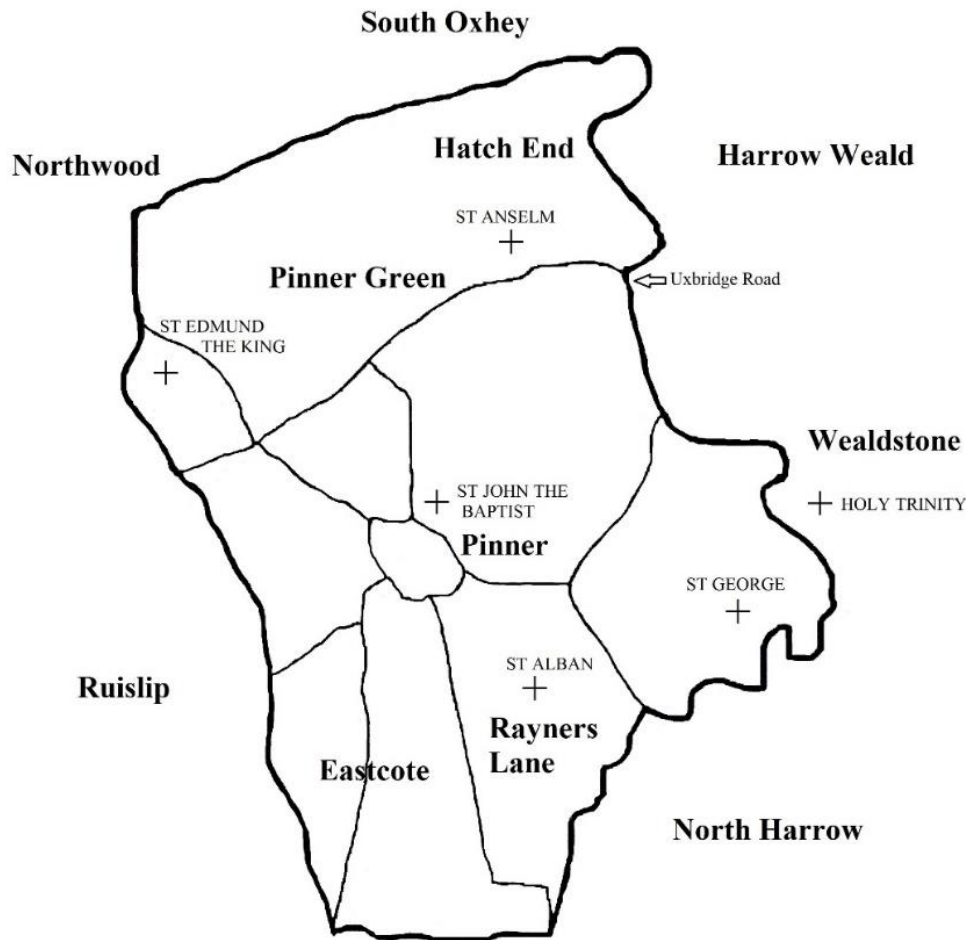 South Oxhey
Hatch End
Northwood
Harrow Weald
ST ANSELM
Pinner Green
Uxbridge Road
ST EDMUND
THE KING
Wealdstone
ST JOHN THE
BAPTIST
HOLY TRINITY
Pinner
ST GEORGE
ST ALBAN
Ruislip
Rayners
Lane
Eastcote
North Harrow